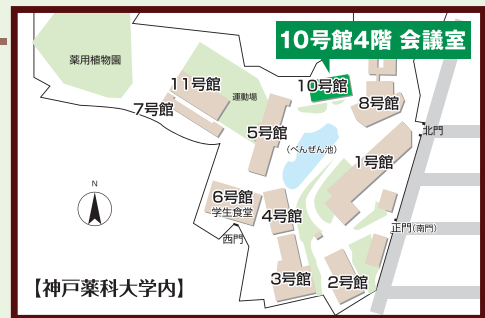 10号館4階 会議室
薬用植物園
11号館
運動場
10号館
8号館
7号館
5号館
(べんぜん池)
北門
1号館
N
6号館
学生食堂
4号館
西門
正門(南門)
3号館
2号館
【神戸薬科大学内】